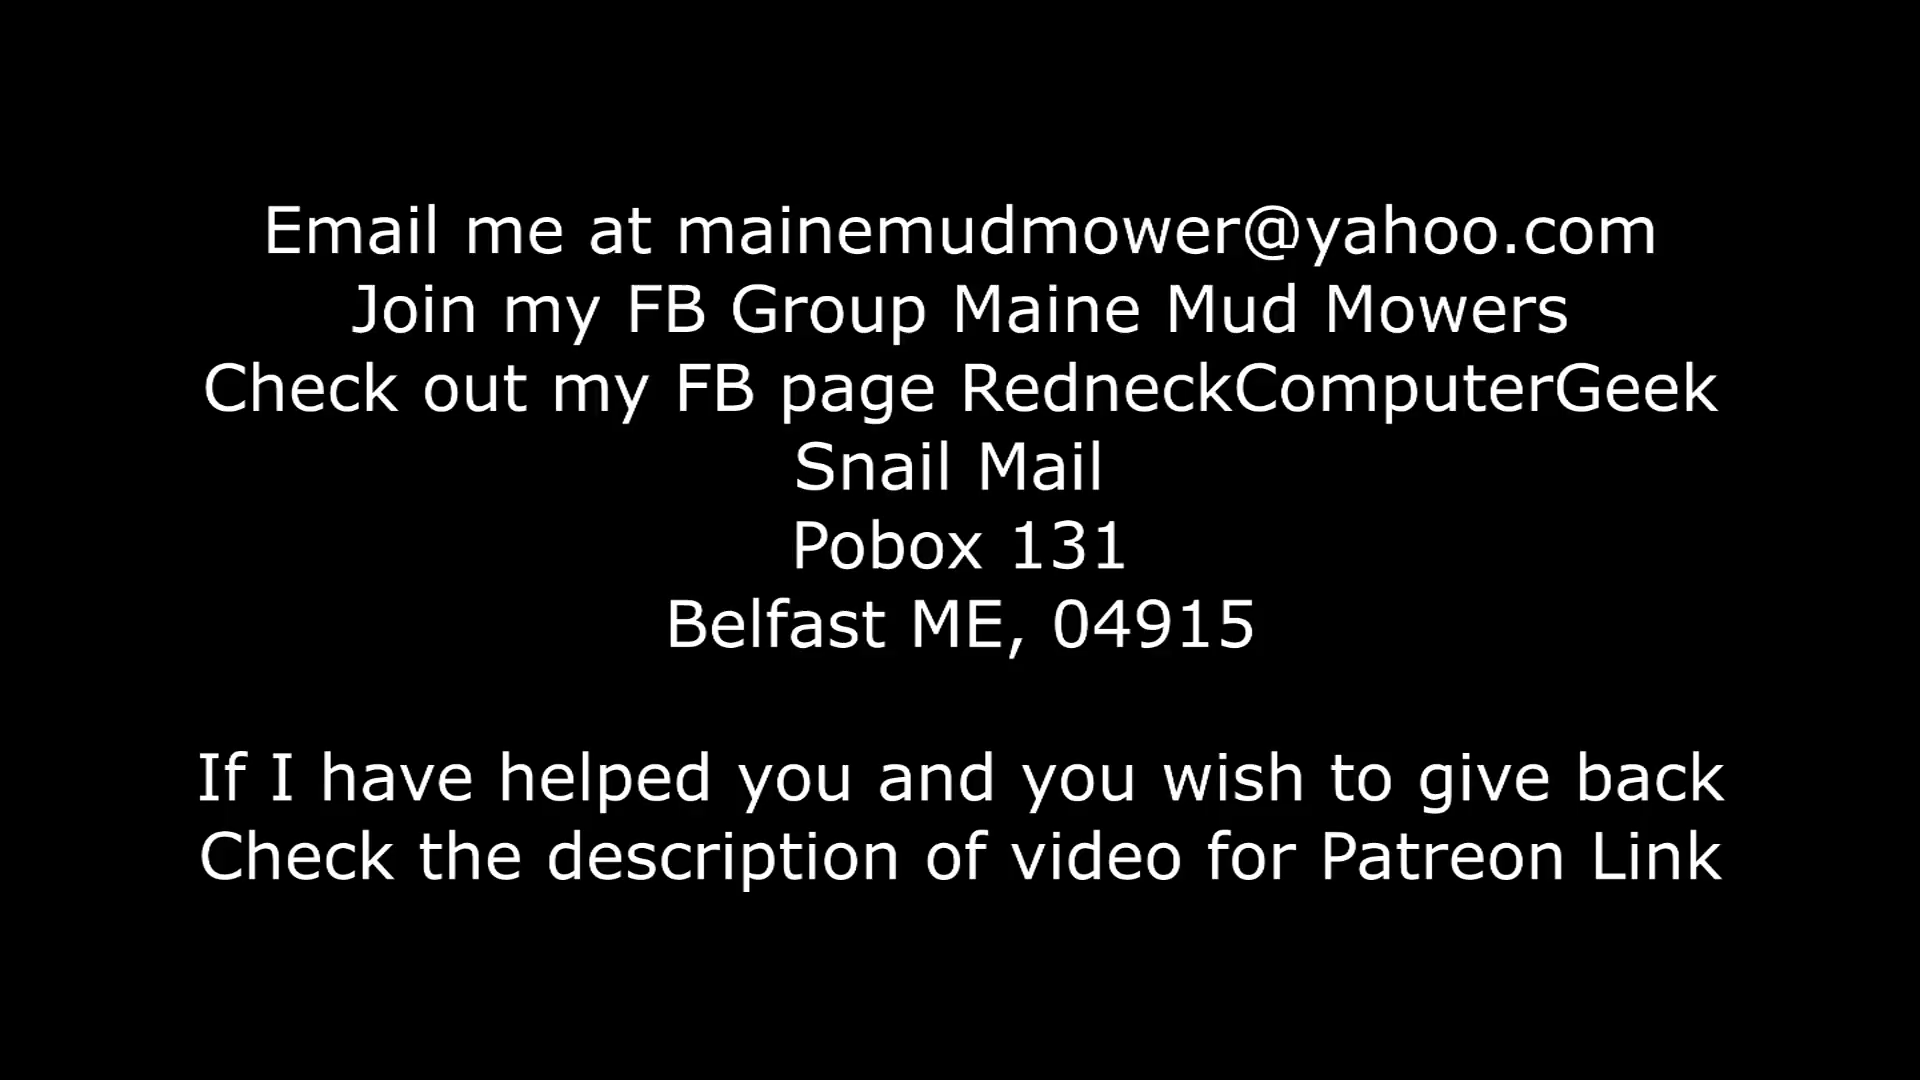 Email me at mainemudmower@yahoo.com
Join my FB Group Maine Mud Mowers
Check out my FB page RedneckComputerGeek
Snail Mail
Pobox 131
Belfast ME, 04915
If I have helped you and you wish to give back
Check the description of video for Patreon Link